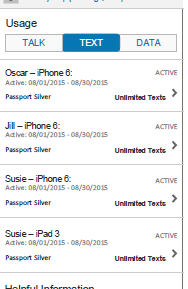 Usage
TALK TEXT DATA
Oscar – iPhone 6: ACTIVE
Active: 08/01/2015 - 08/30/2015
Passport Silver Unlimited Texts
Jill – iPhone 6: ACTIVE
Active: 08/01/2015 - 08/30/2015
Passport Silver Unlimited Texts
Susie – iPhone 6: ACTIVE
Active: 08/01/2015 - 08/30/2015
Passport Silver Unlimited Texts
Susie – iPad 3 ACTIVE
Active: 08/01/2015 - 08/30/2015
Passport Silver Unlimited Texts
Helpful Information